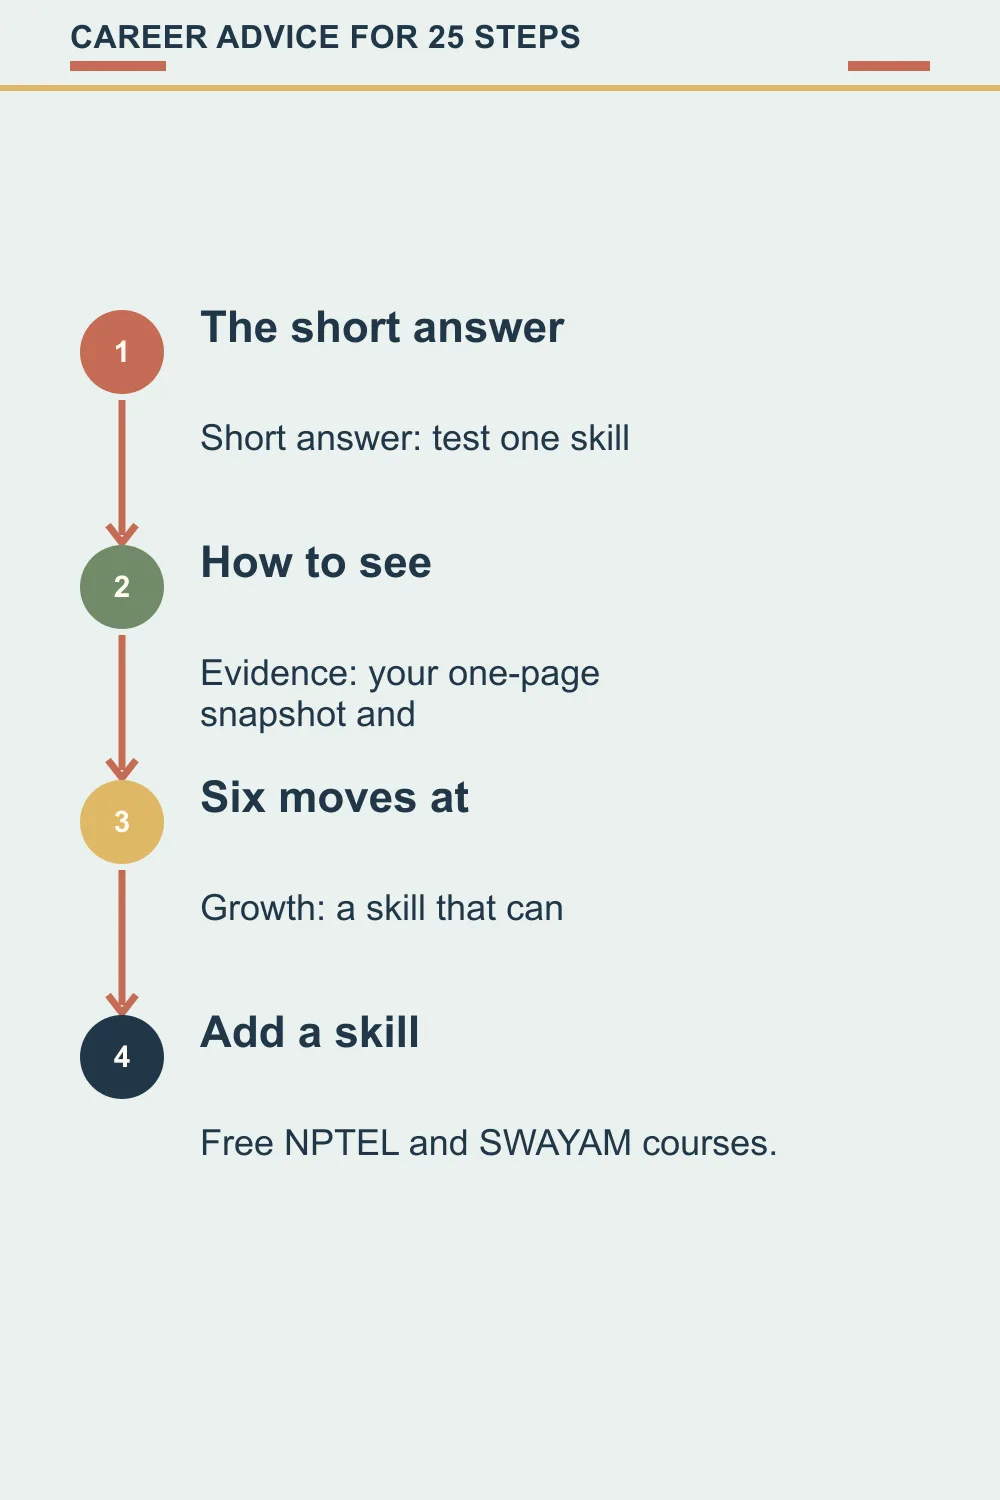 CAREER ADVICE FOR 25 STEPS
1
The short answer
Short answer: test one skill
2
How to see
Evidence: your one-page
snapshot and
3
Six moves at
Growth: a skill that can
4
Add a skill
Free NPTEL and SWAYAM courses.